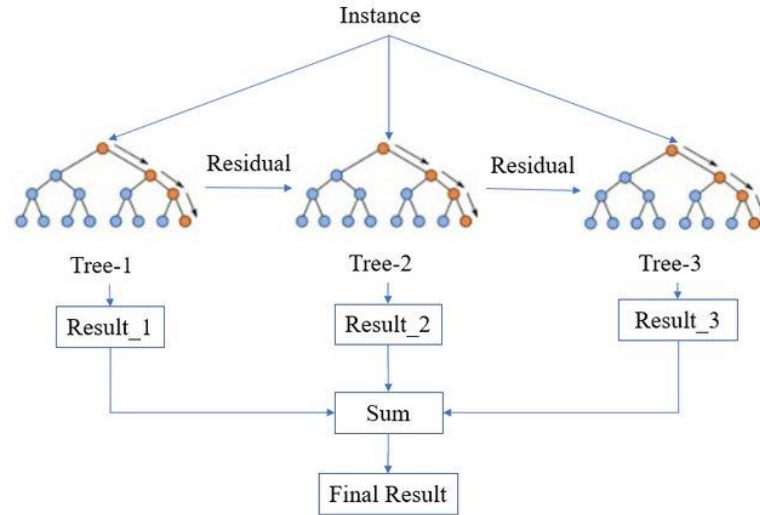 Instance
Residual
Residual
Tree-1
Tree-2
Tree-3
Result_1
Result_2
Result_3
Sum
Final Result